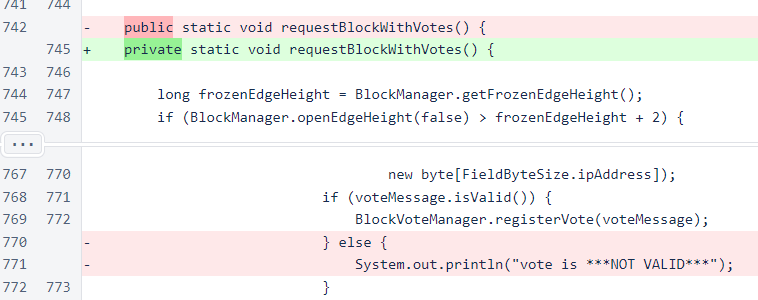 741 744
742 - public static void requestBlockWithVotes() {
745 + private static void requestBlockWithVotes() {
743 746
744 747 long frozenEdgeHeight = BlockManager.getFrozenEdgeHeight();
745 748 if (BlockManager.openEdgeHeight(false) > frozenEdgeHeight + 2) {
...
767 770 new byte[FieldByteSize.ipAddress]);
768 771 if (voteMessage.isValid()) {
769 772 BlockVoteManager.registerVote(voteMessage);
770 - } else {
771 - System.out.println("vote is ***NOT VALID***");
772 773 }